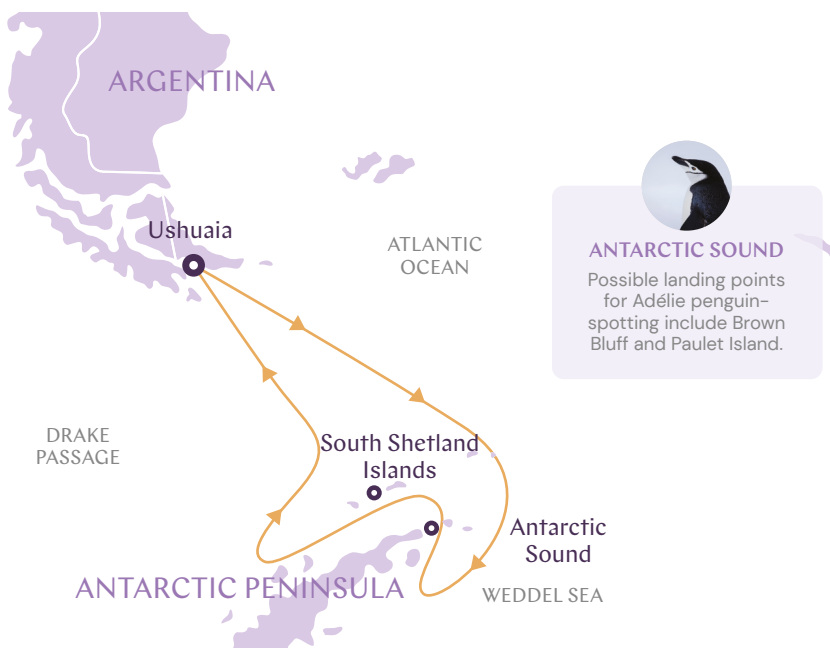 ARGENTINA
Ushuaia
ATLANTIC
OCEAN
ANTARCTIC SOUND
Possible landing points
for Adélie penguin-
spotting include Brown
Bluff and Paulet Island.
DRAKE
PASSAGE
South Shetland
Islands
Antarctic
Sound
ANTARCTIC PENINSULA
WEDDEL SEA